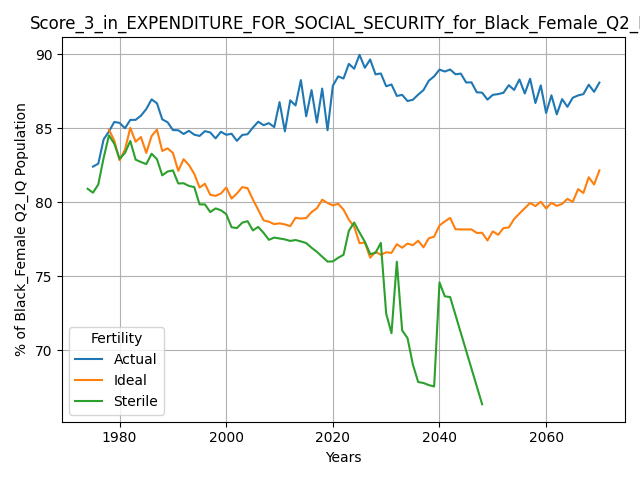 Score_3_in_EXPENDITURE_FOR_SOCIAL_SECURITY_for_Black_Female_Q2_I
% of Black_Female Q2_IQ Population
90
85
80
75
70
Fertility
Actual
Ideal
Sterile
1980
2000
2020
2040
2060
Years